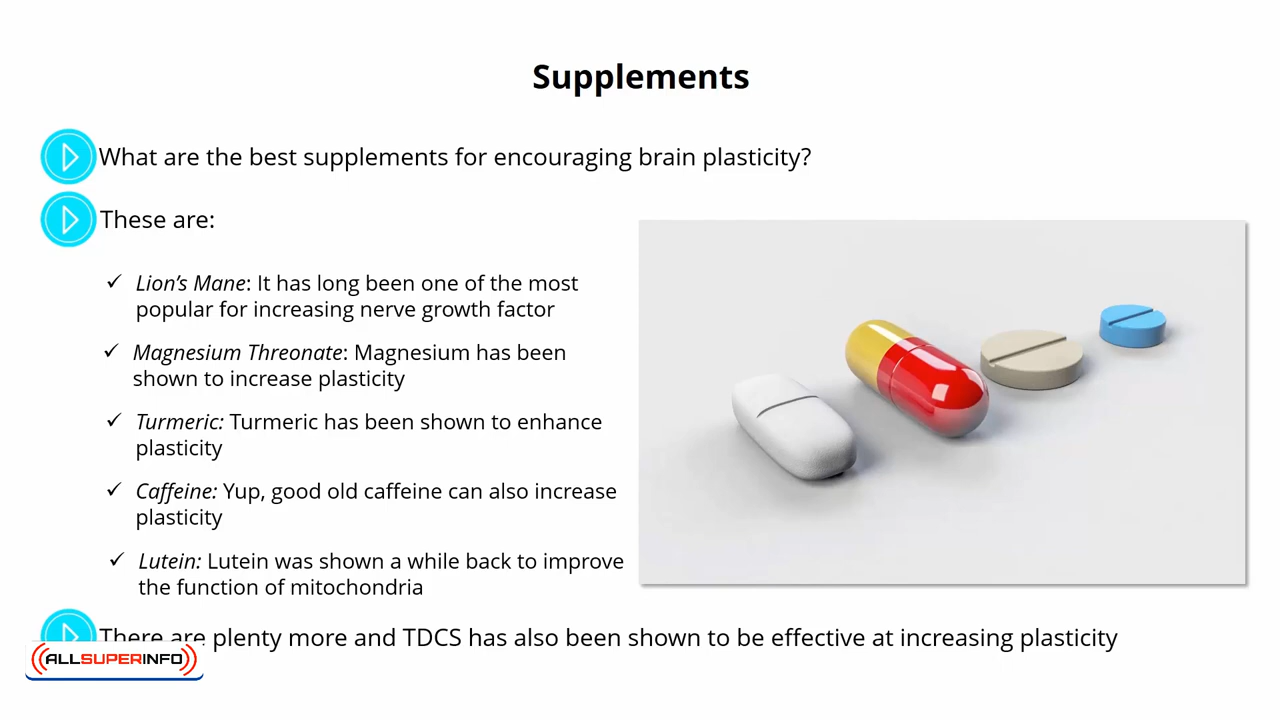 Supplements
What are the best supplements for encouraging brain plasticity?
These are:
✓ Lion's Mane: It has long been one of the most
popular for increasing nerve growth factor
✓ Magnesium Threonate: Magnesium has been
shown to increase plasticity
✓ Turmeric: Turmeric has been shown to enhance
plasticity
✓ Caffeine: Yup, good old caffeine can also increase
plasticity
✓ Lutein: Lutein was shown a while back to improve
the function of mitochondria
There are plenty more and TDCS has also been shown to be effective at increasing plasticity
ALLSUPERINFO